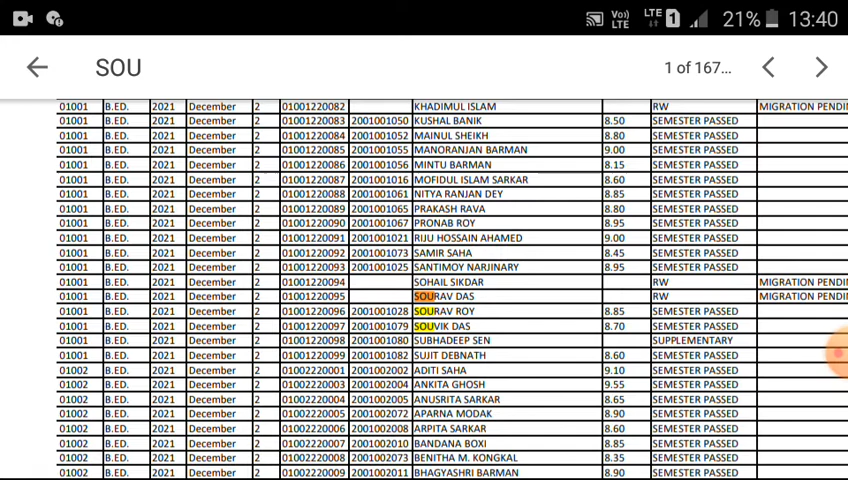 Vo) LTE LTE 1 21% 13:40
SOU 1 of 167...
01001 B.ED. 2021 December 2 01001220082 KHADIMUL ISLAM RW MIGRATION PENDIN
01001 B.ED. 2021 December 2 01001220083 2001001050 KUSHAL BANIK 8.50 SEMESTER PASSED
01001 B.ED. 2021 December 2 01001220084 2001001052 MAINUL SHEIKH 8.80 SEMESTER PASSED
01001 B.ED. 2021 December 2 01001220085 2001001055 MANORANJAN BARMAN 9.00 SEMESTER PASSED
01001 B.ED. 2021 December 2 01001220086 2001001056 MINTU BARMAN 8.15 SEMESTER PASSED
01001 B.ED. 2021 December 2 01001220087 2001001016 MOFIDUL ISLAM SARKAR 8.60 SEMESTER PASSED
01001 B.ED. 2021 December 2 01001220088 2001001061 NITYA RANJAN DEY 8.85 SEMESTER PASSED
01001 B.ED. 2021 December 2 01001220089 2001001065 PRAKASH RAVA 8.80 SEMESTER PASSED
01001 B.ED. 2021 December 2 01001220090 2001001067 PRONAB ROY 8.95 SEMESTER PASSED
01001 B.ED. 2021 December 2 01001220091 2001001021 RIJU HOSSAIN AHAMED 9.00 SEMESTER PASSED
01001 B.ED. 2021 December 2 01001220092 2001001073 SAMIR SAHA 8.45 SEMESTER PASSED
01001 B.ED. 2021 December 2 01001220093 2001001025 SANTIMOY NARJINARY 8.95 SEMESTER PASSED
01001 B.ED. 2021 December 2 01001220094 SOHAIL SIKDAR RW MIGRATION PENDIN
01001 B.ED. 2021 December 2 01001220095 SOURAV DAS RW MIGRATION PENDIN
01001 B.ED. 2021 December 2 01001220096 2001001028 SOURAV ROY 8.85 SEMESTER PASSED
01001 B.ED. 2021 December 2 01001220097 2001001079 SOUVIK DAS 8.70 SEMESTER PASSED
01001 B.ED. 2021 December 2 01001220098 2001001080 SUBHADEEP SEN SUPPLEMENTARY
01001 B.ED. 2021 December 2 01001220099 2001001082 SUJIT DEBNATH 8.60 SEMESTER PASSED
01002 B.ED. 2021 December 2 01002220001 2001002002 ADITI SAHA 9.10 SEMESTER PASSED
01002 B.ED. 2021 December 2 01002220003 2001002004 ANKITA GHOSH 9.55 SEMESTER PASSED
01002 B.ED. 2021 December 2 01002220004 2001002005 ANUSRITA SARKAR 8.65 SEMESTER PASSED
01002 B.ED. 2021 December 2 01002220005 2001002072 APARNA MODAK 8.90 SEMESTER PASSED
01002 B.ED. 2021 December 2 01002220006 2001002008 ARPITA SARKAR 8.60 SEMESTER PASSED
01002 B.ED. 2021 December 2 01002220007 2001002010 BANDANA BOXI 8.85 SEMESTER PASSED
01002 B.ED. 2021 December 2 01002220008 2001002073 BENITHA M. KONGKAL 8.35 SEMESTER PASSED
01002 B.ED. 2021 December 2 01002220009 2001002011 BHAGYASHRI BARMAN 8.90 SEMESTER PASSED